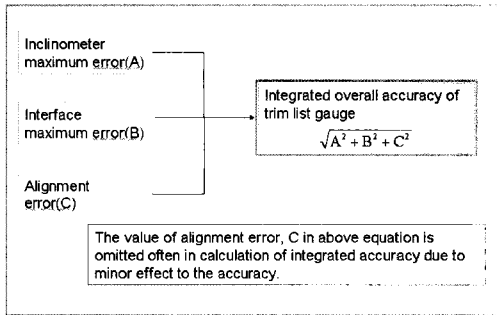 Inclinometer
maximum error(A)
Interface
maximum error(B)
Alignment
error(C)
Integrated overall accuracy of
trim list gauge
√A² + B² + C²
The value of alignment error, C in above equation is
omitted often in calculation of integrated accuracy due to
minor effect to the accuracy.